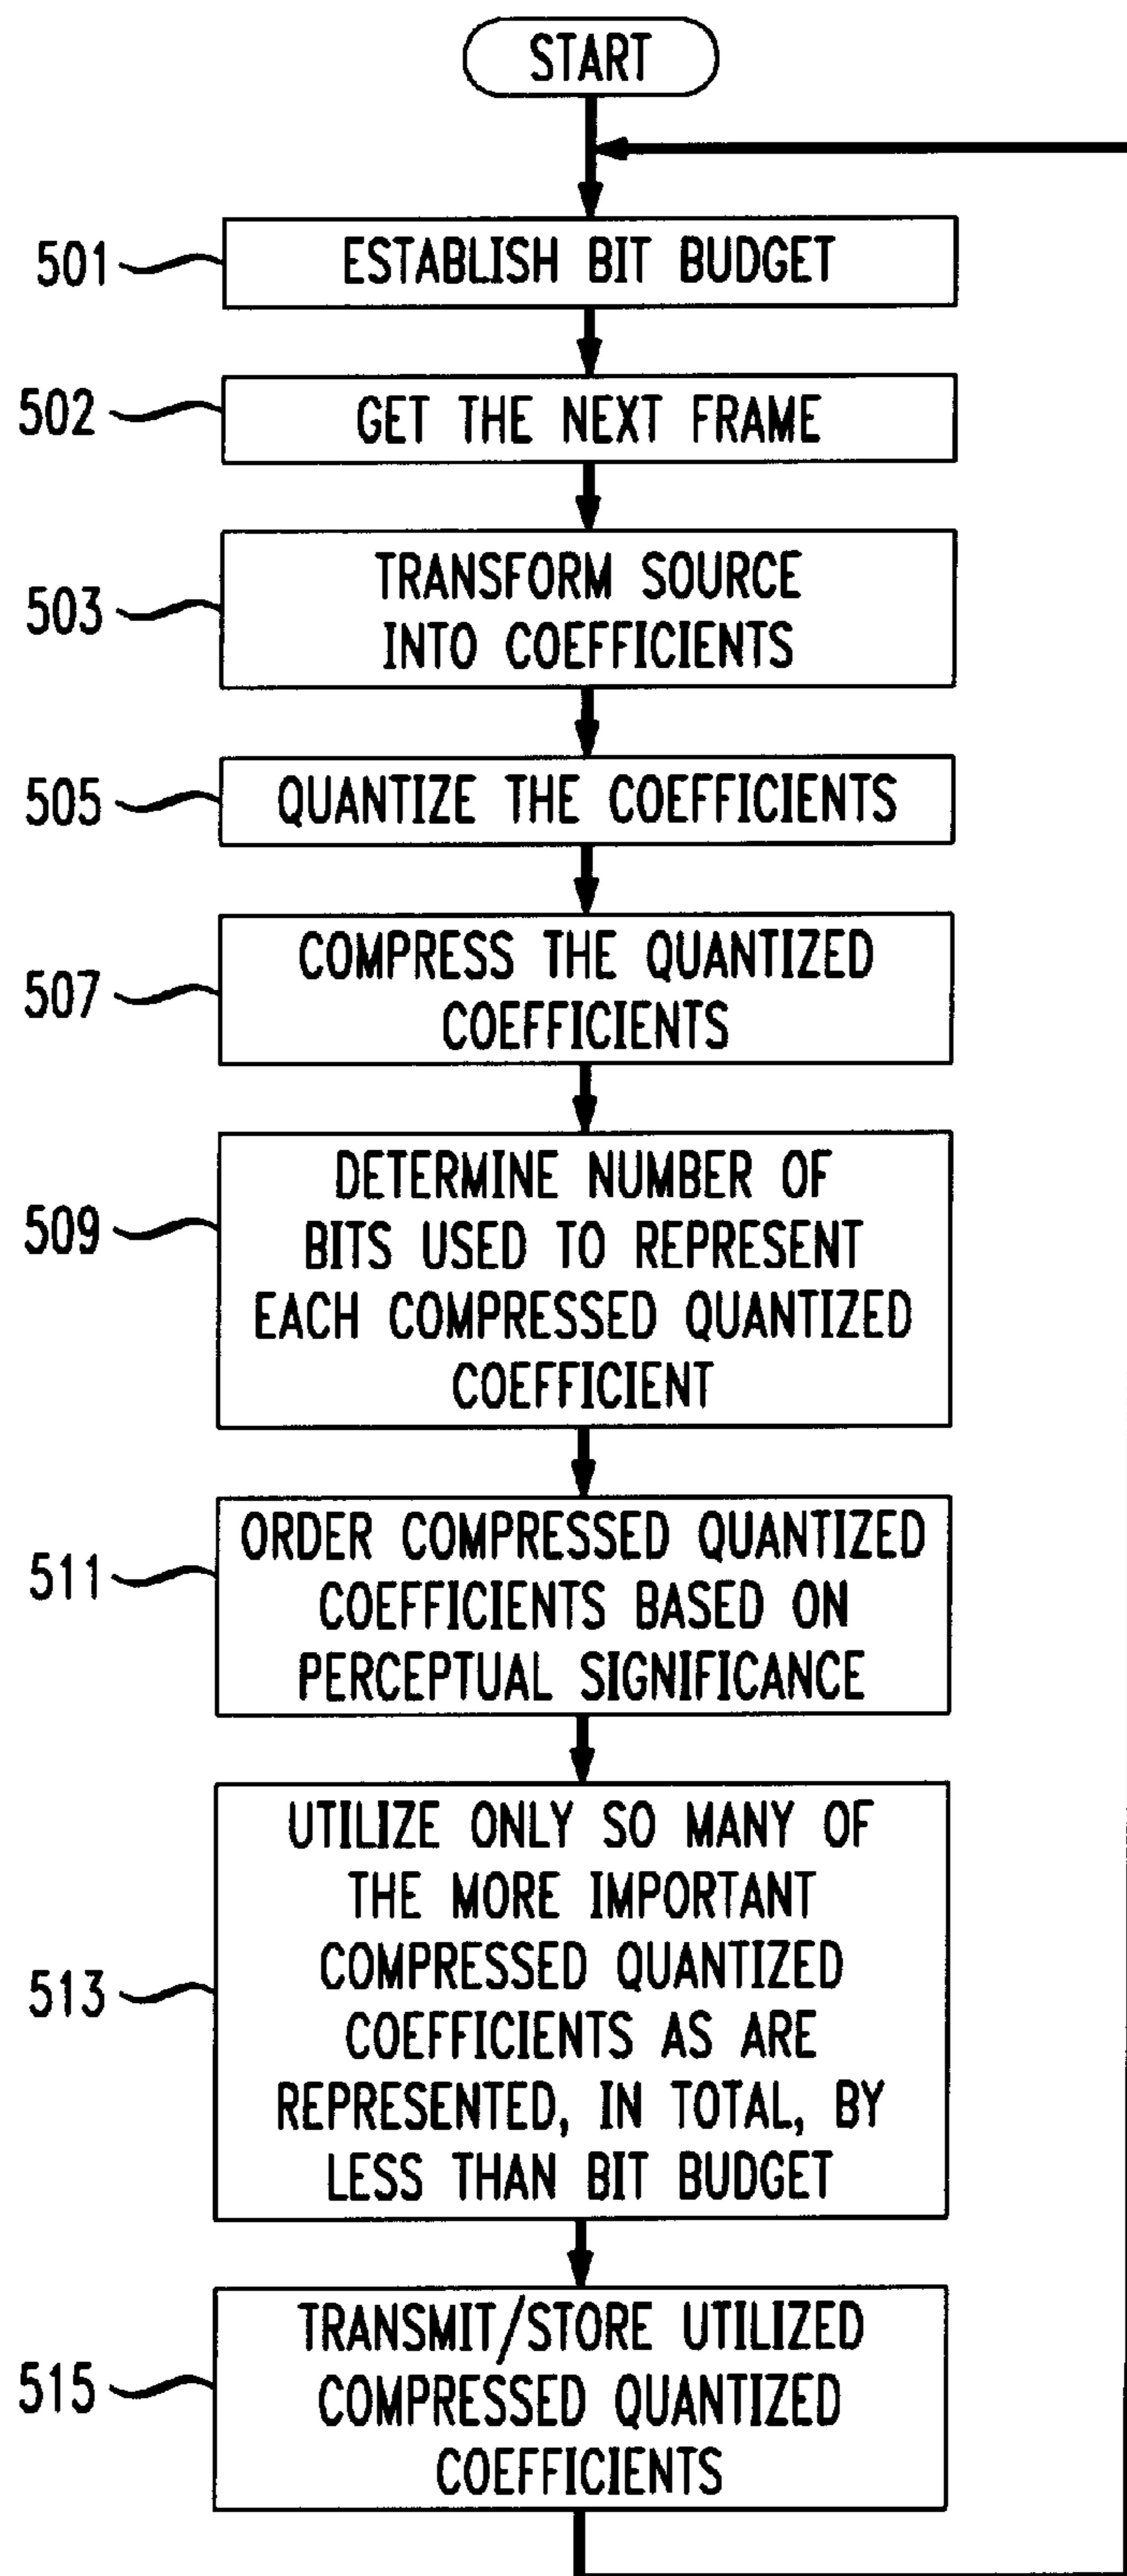 START
501
ESTABLISH BIT BUDGET
502
GET THE NEXT FRAME
503
TRANSFORM SOURCE
INTO COEFFICIENTS
505
QUANTIZE THE COEFFICIENTS
507
COMPRESS THE QUANTIZED
COEFFICIENTS
509
DETERMINE NUMBER OF
BITS USED TO REPRESENT
EACH COMPRESSED QUANTIZED
COEFFICIENT
511
ORDER COMPRESSED QUANTIZED
COEFFICIENTS BASED ON
PERCEPTUAL SIGNIFICANCE
513
UTILIZE ONLY SO MANY OF
THE MORE IMPORTANT
COMPRESSED QUANTIZED
COEFFICIENTS AS ARE
REPRESENTED, IN TOTAL, BY
LESS THAN BIT BUDGET
515
TRANSMIT/STORE UTILIZED
COMPRESSED QUANTIZED
COEFFICIENTS